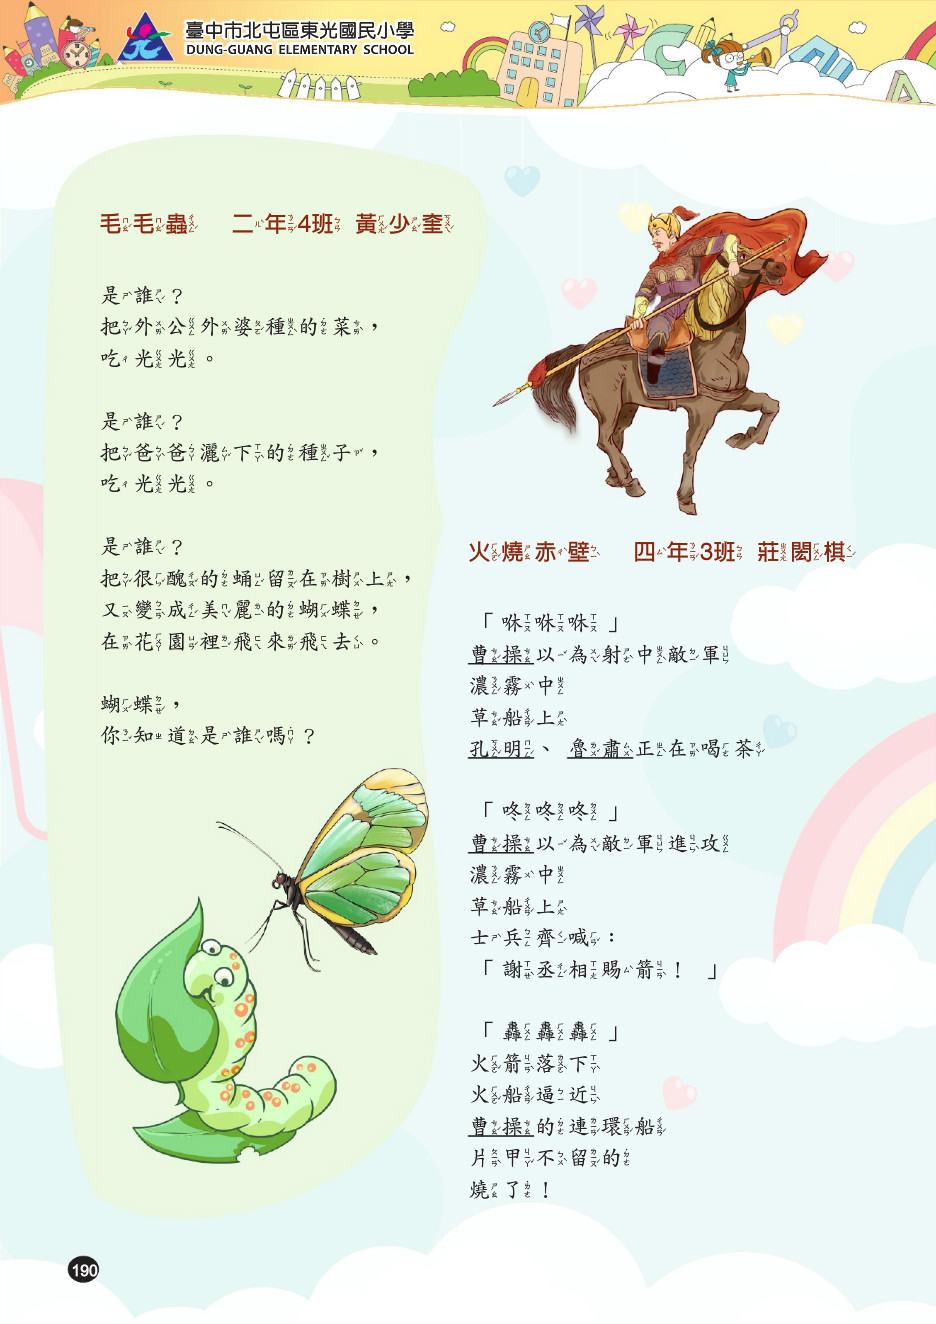 臺中市北屯區東光國民小學
DUNG-GUANG ELEMENTARY SCHOOL
毛毛蟲 二年4班 黃少奎
是誰？
把外公外婆種的菜，
吃光光。
是誰？
把爸爸灑下的種子，
吃光光。
是誰？
把很醜的蛹留在樹上，
又變成美麗的蝴蝶，
在花園裡飛來飛去。
蝴蝶，
你知道是誰嗎？
火燒赤壁 四年3班 莊閎棋
「咻咻咻」
曹操以為射中敵軍
濃霧中
草船上
孔明、魯肅正在喝茶
「咚咚咚」
曹操以為敵軍進攻
濃霧中
草船上
士兵齊喊：
「謝丞相賜箭！」
「轟轟轟」
火箭落下
火船逼近
曹操的連環船
片甲不留的
燒了！
190